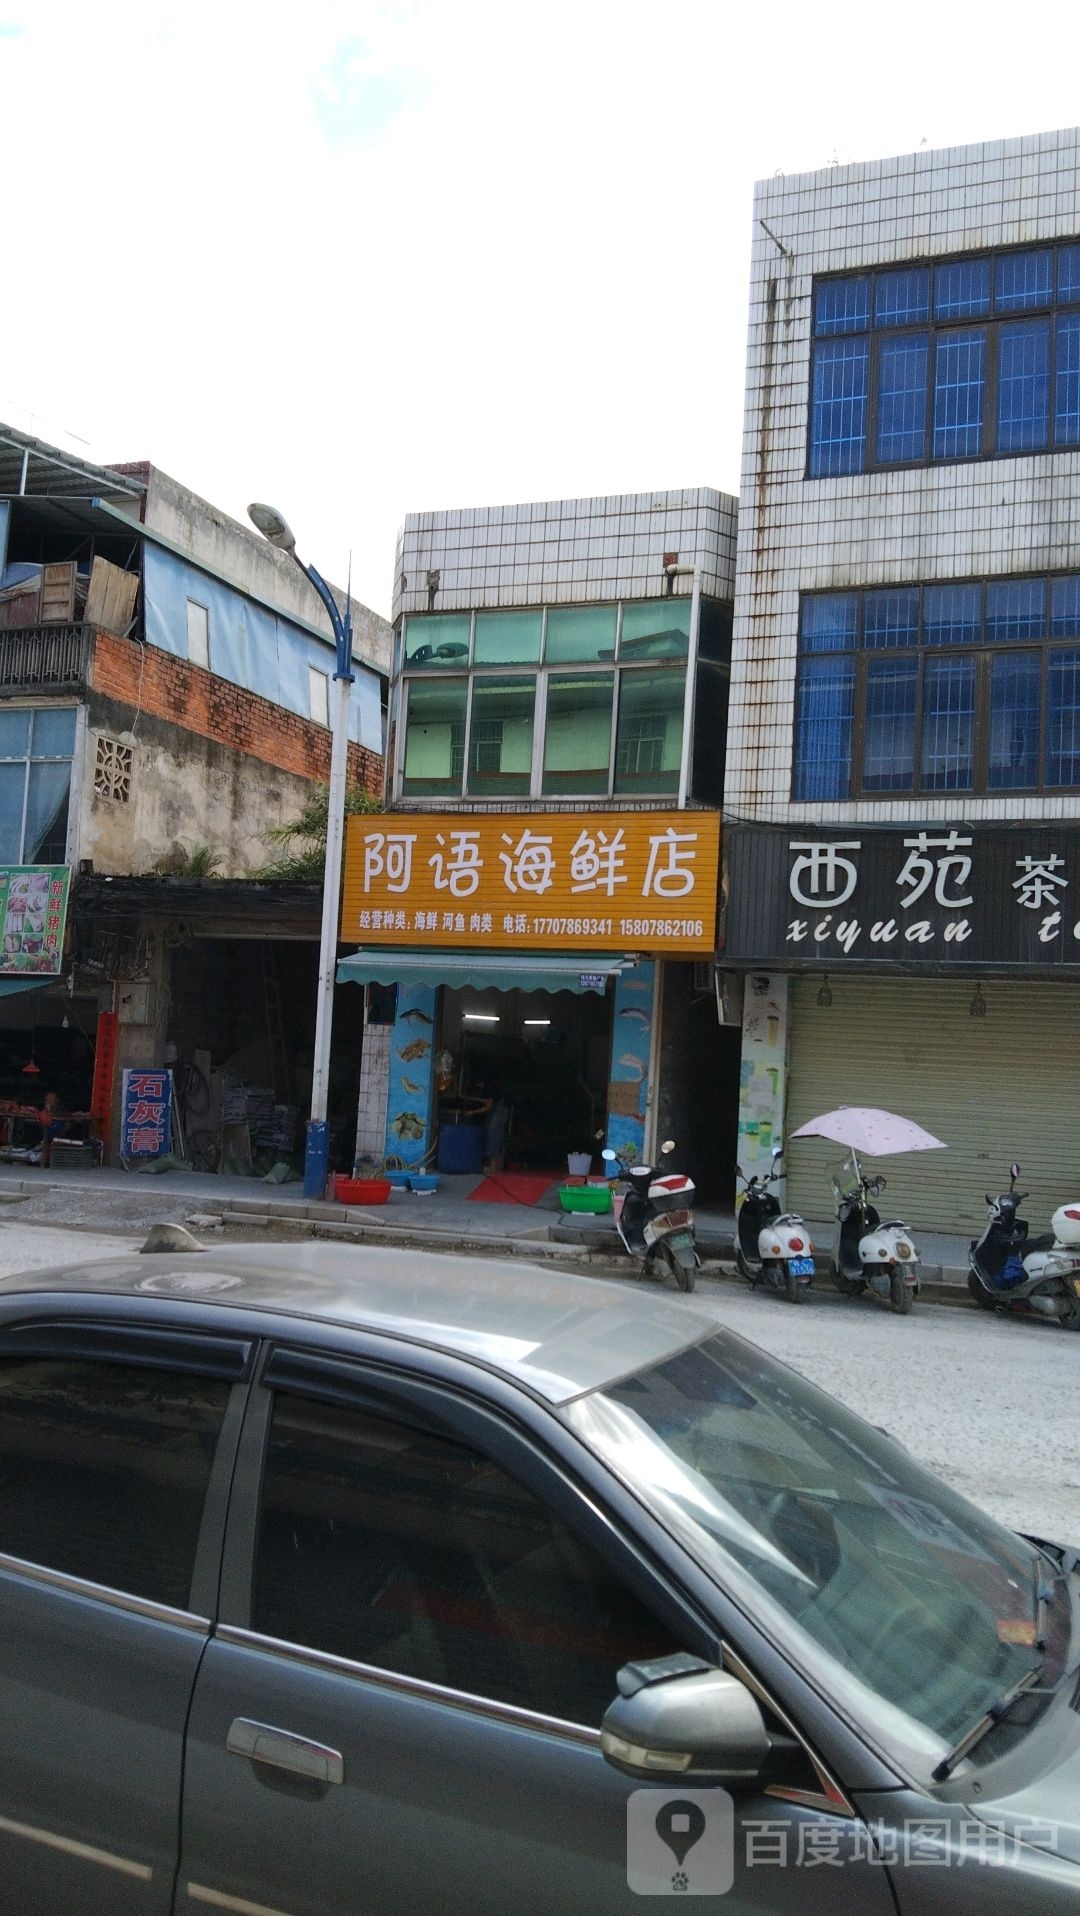 阿语海鲜店
经营种类：海鲜 河鱼 肉类 电话：17707869341 15807862106
西苑 茶
xiyuan te
新鲜猪肉
石灰膏
百度地图用户